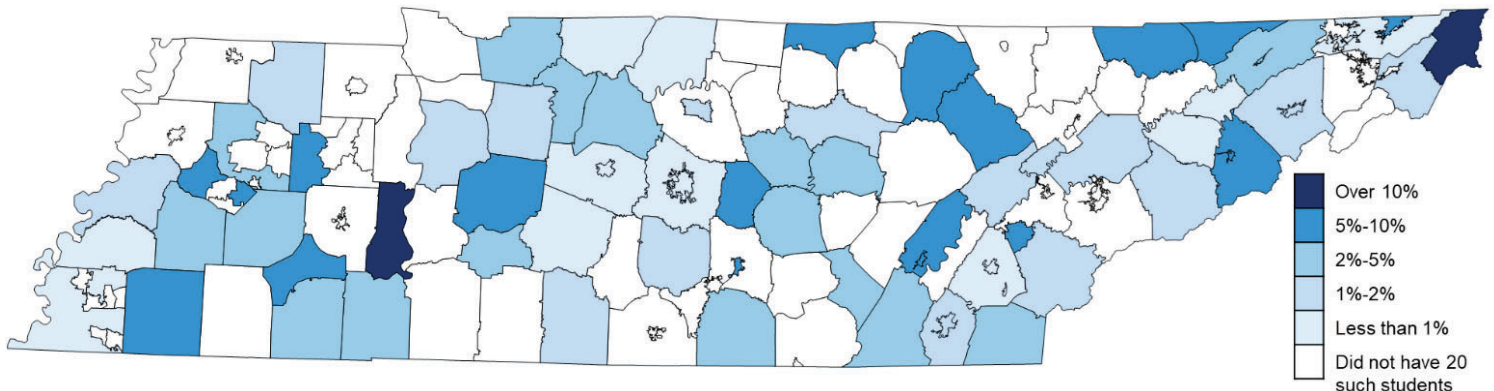 Over 10%
5%-10%
2%-5%
1%-2%
Less than 1%
Did not have 20
such students